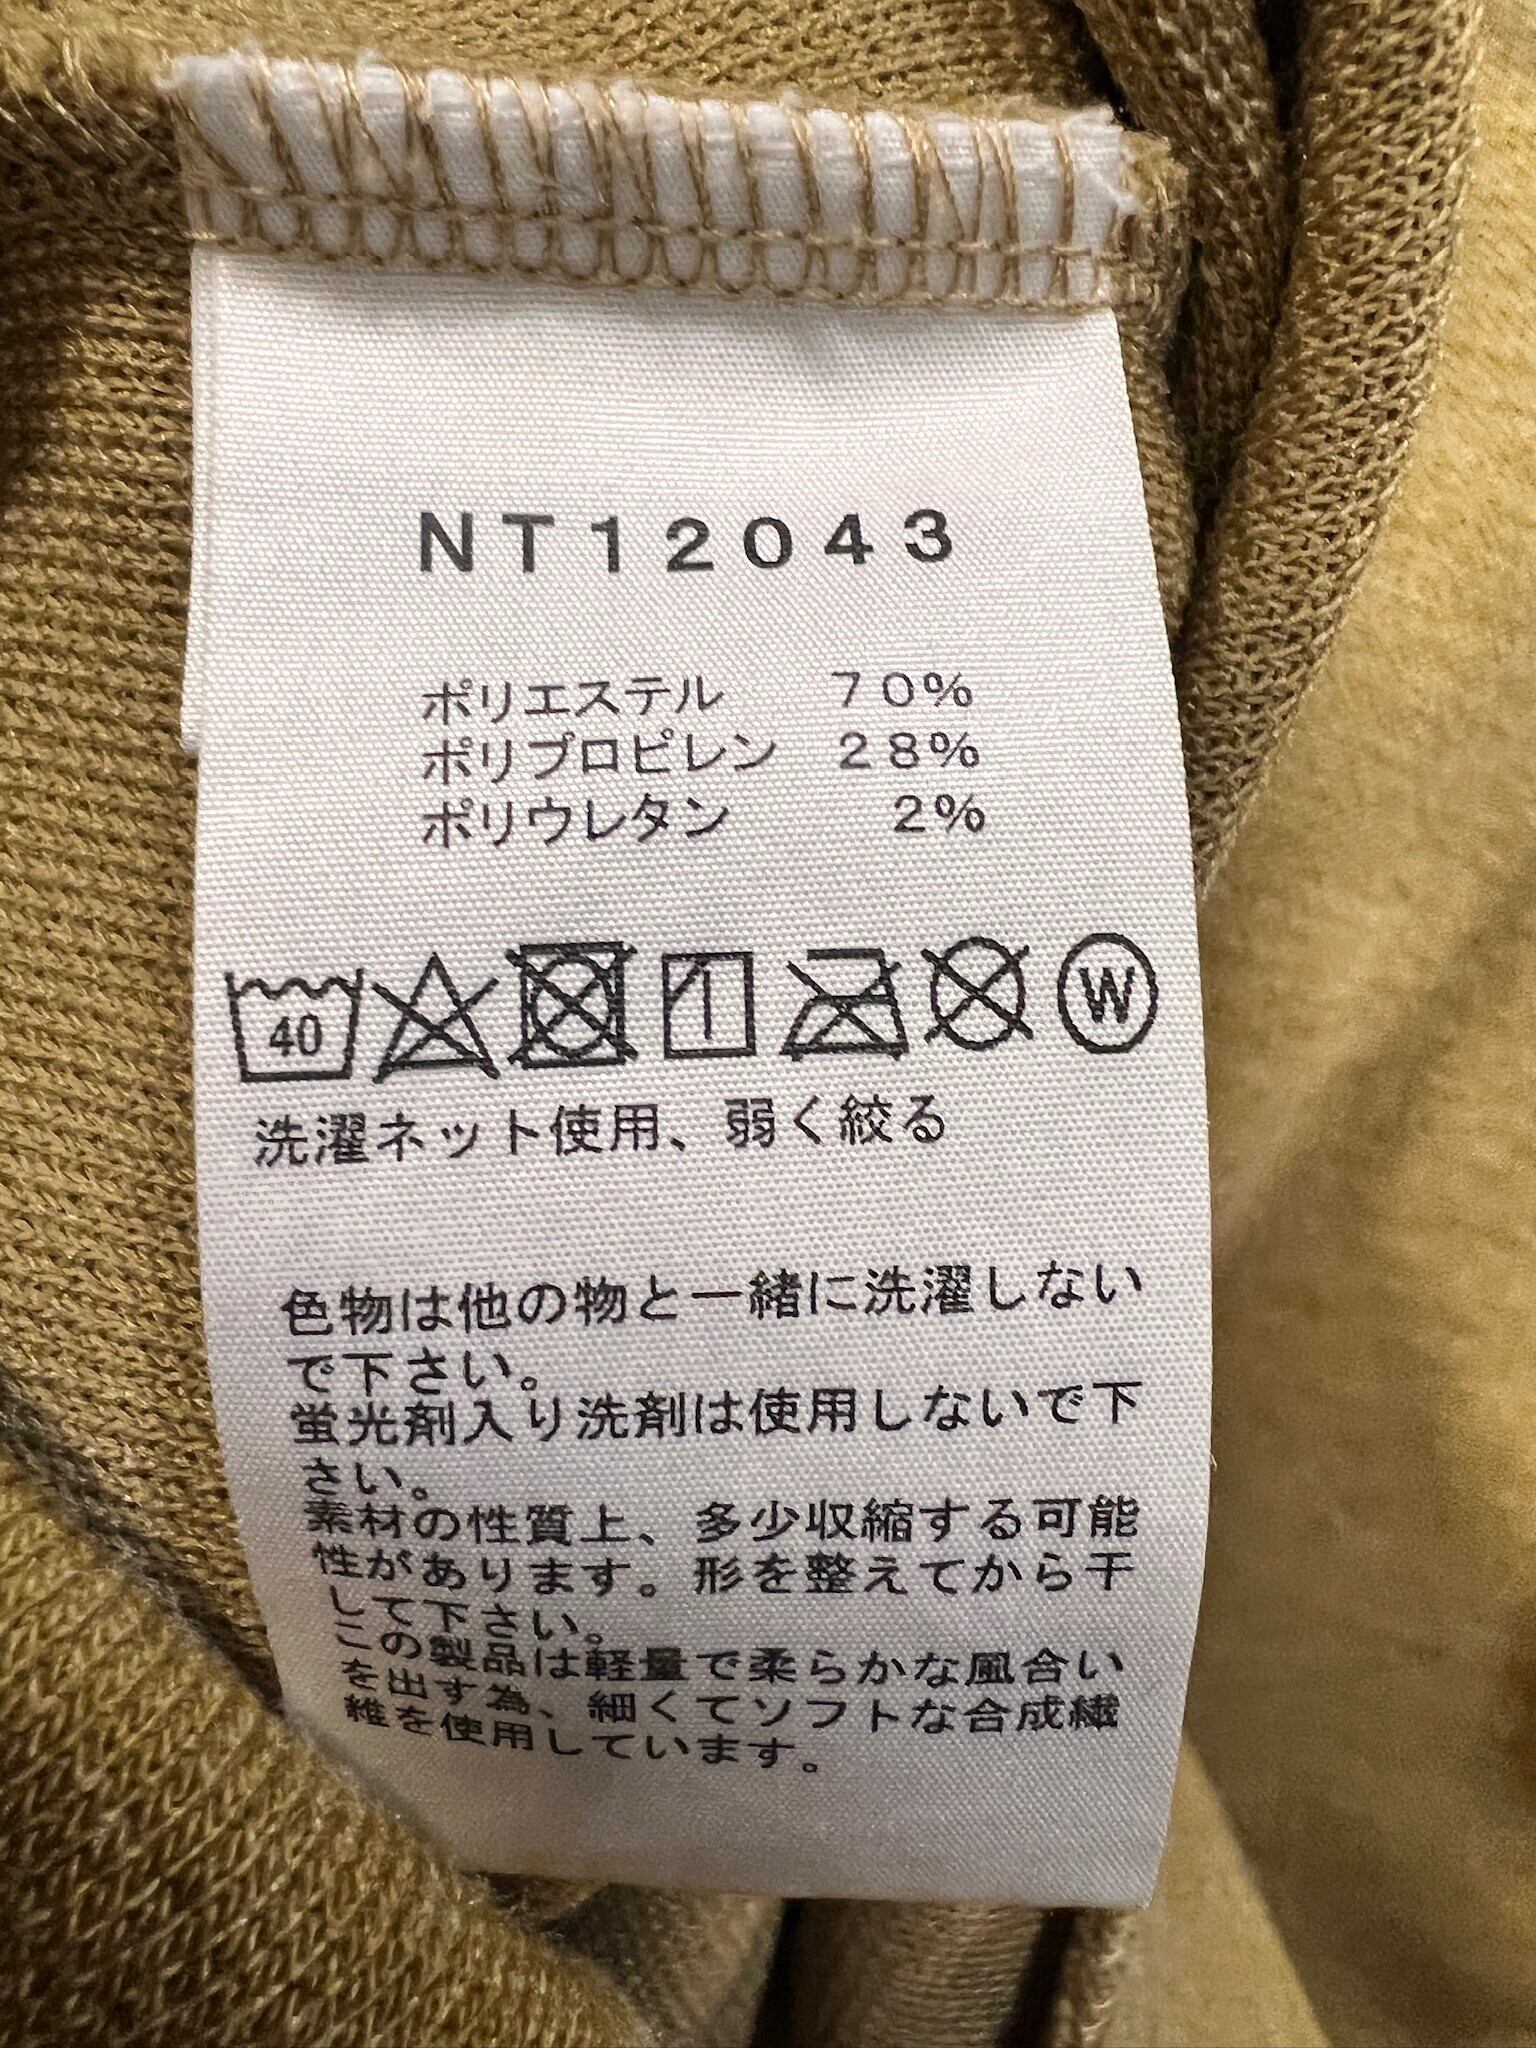 NT12043
ポリエステル 70%
ポリプロピレン 28%
ポリウレタン 2%
40 W
洗濯ネット使用、弱く絞る
色物は他の物と一緒に洗濯しない
で下さい。
蛍光剤入り洗剤は使用しないで下
さい。
素材の性質上、多少収縮する可能
性があります。形を整えてから干
して下さい。
この製品は軽量で柔らかな風合い
を出す為、細くてソフトな合成繊
維を使用しています。